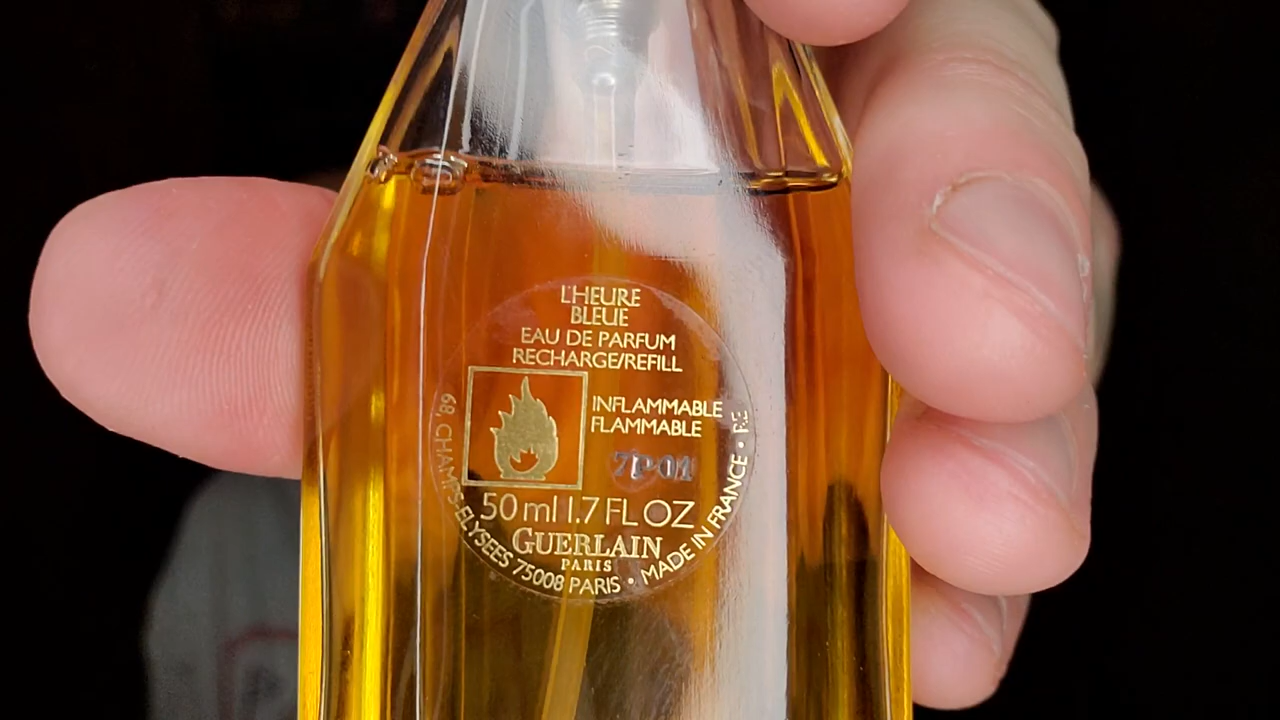 L'HEURE
BLEUE
EAU DE PARFUM
RECHARGE/REFILL
INFLAMMABLE
FLAMMABLE
7P01
50 ml 1.7 FL OZ
GUERLAIN
PARIS
68, CHAMPS-ELYSEES 75008 PARIS • MADE IN FRANCE •